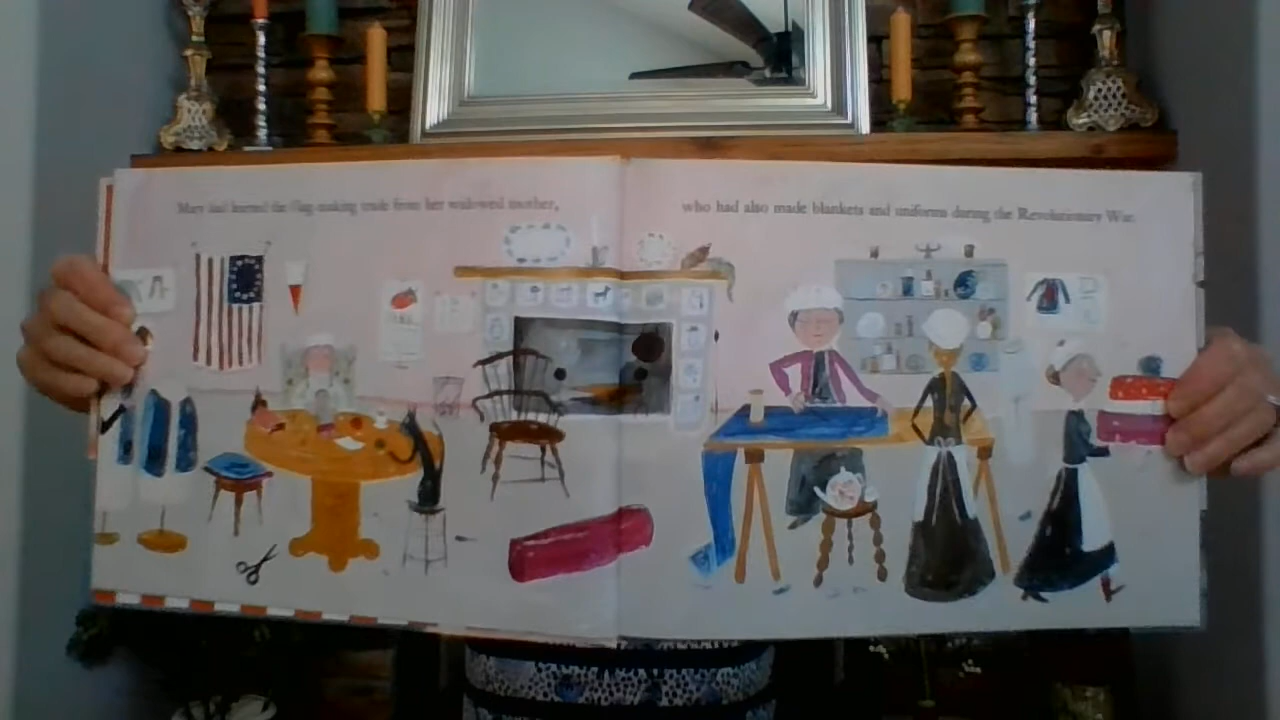 Mary had learned the flag-making trade from her widowed mother,
who had also made blankets and uniforms during the Revolutionary War.